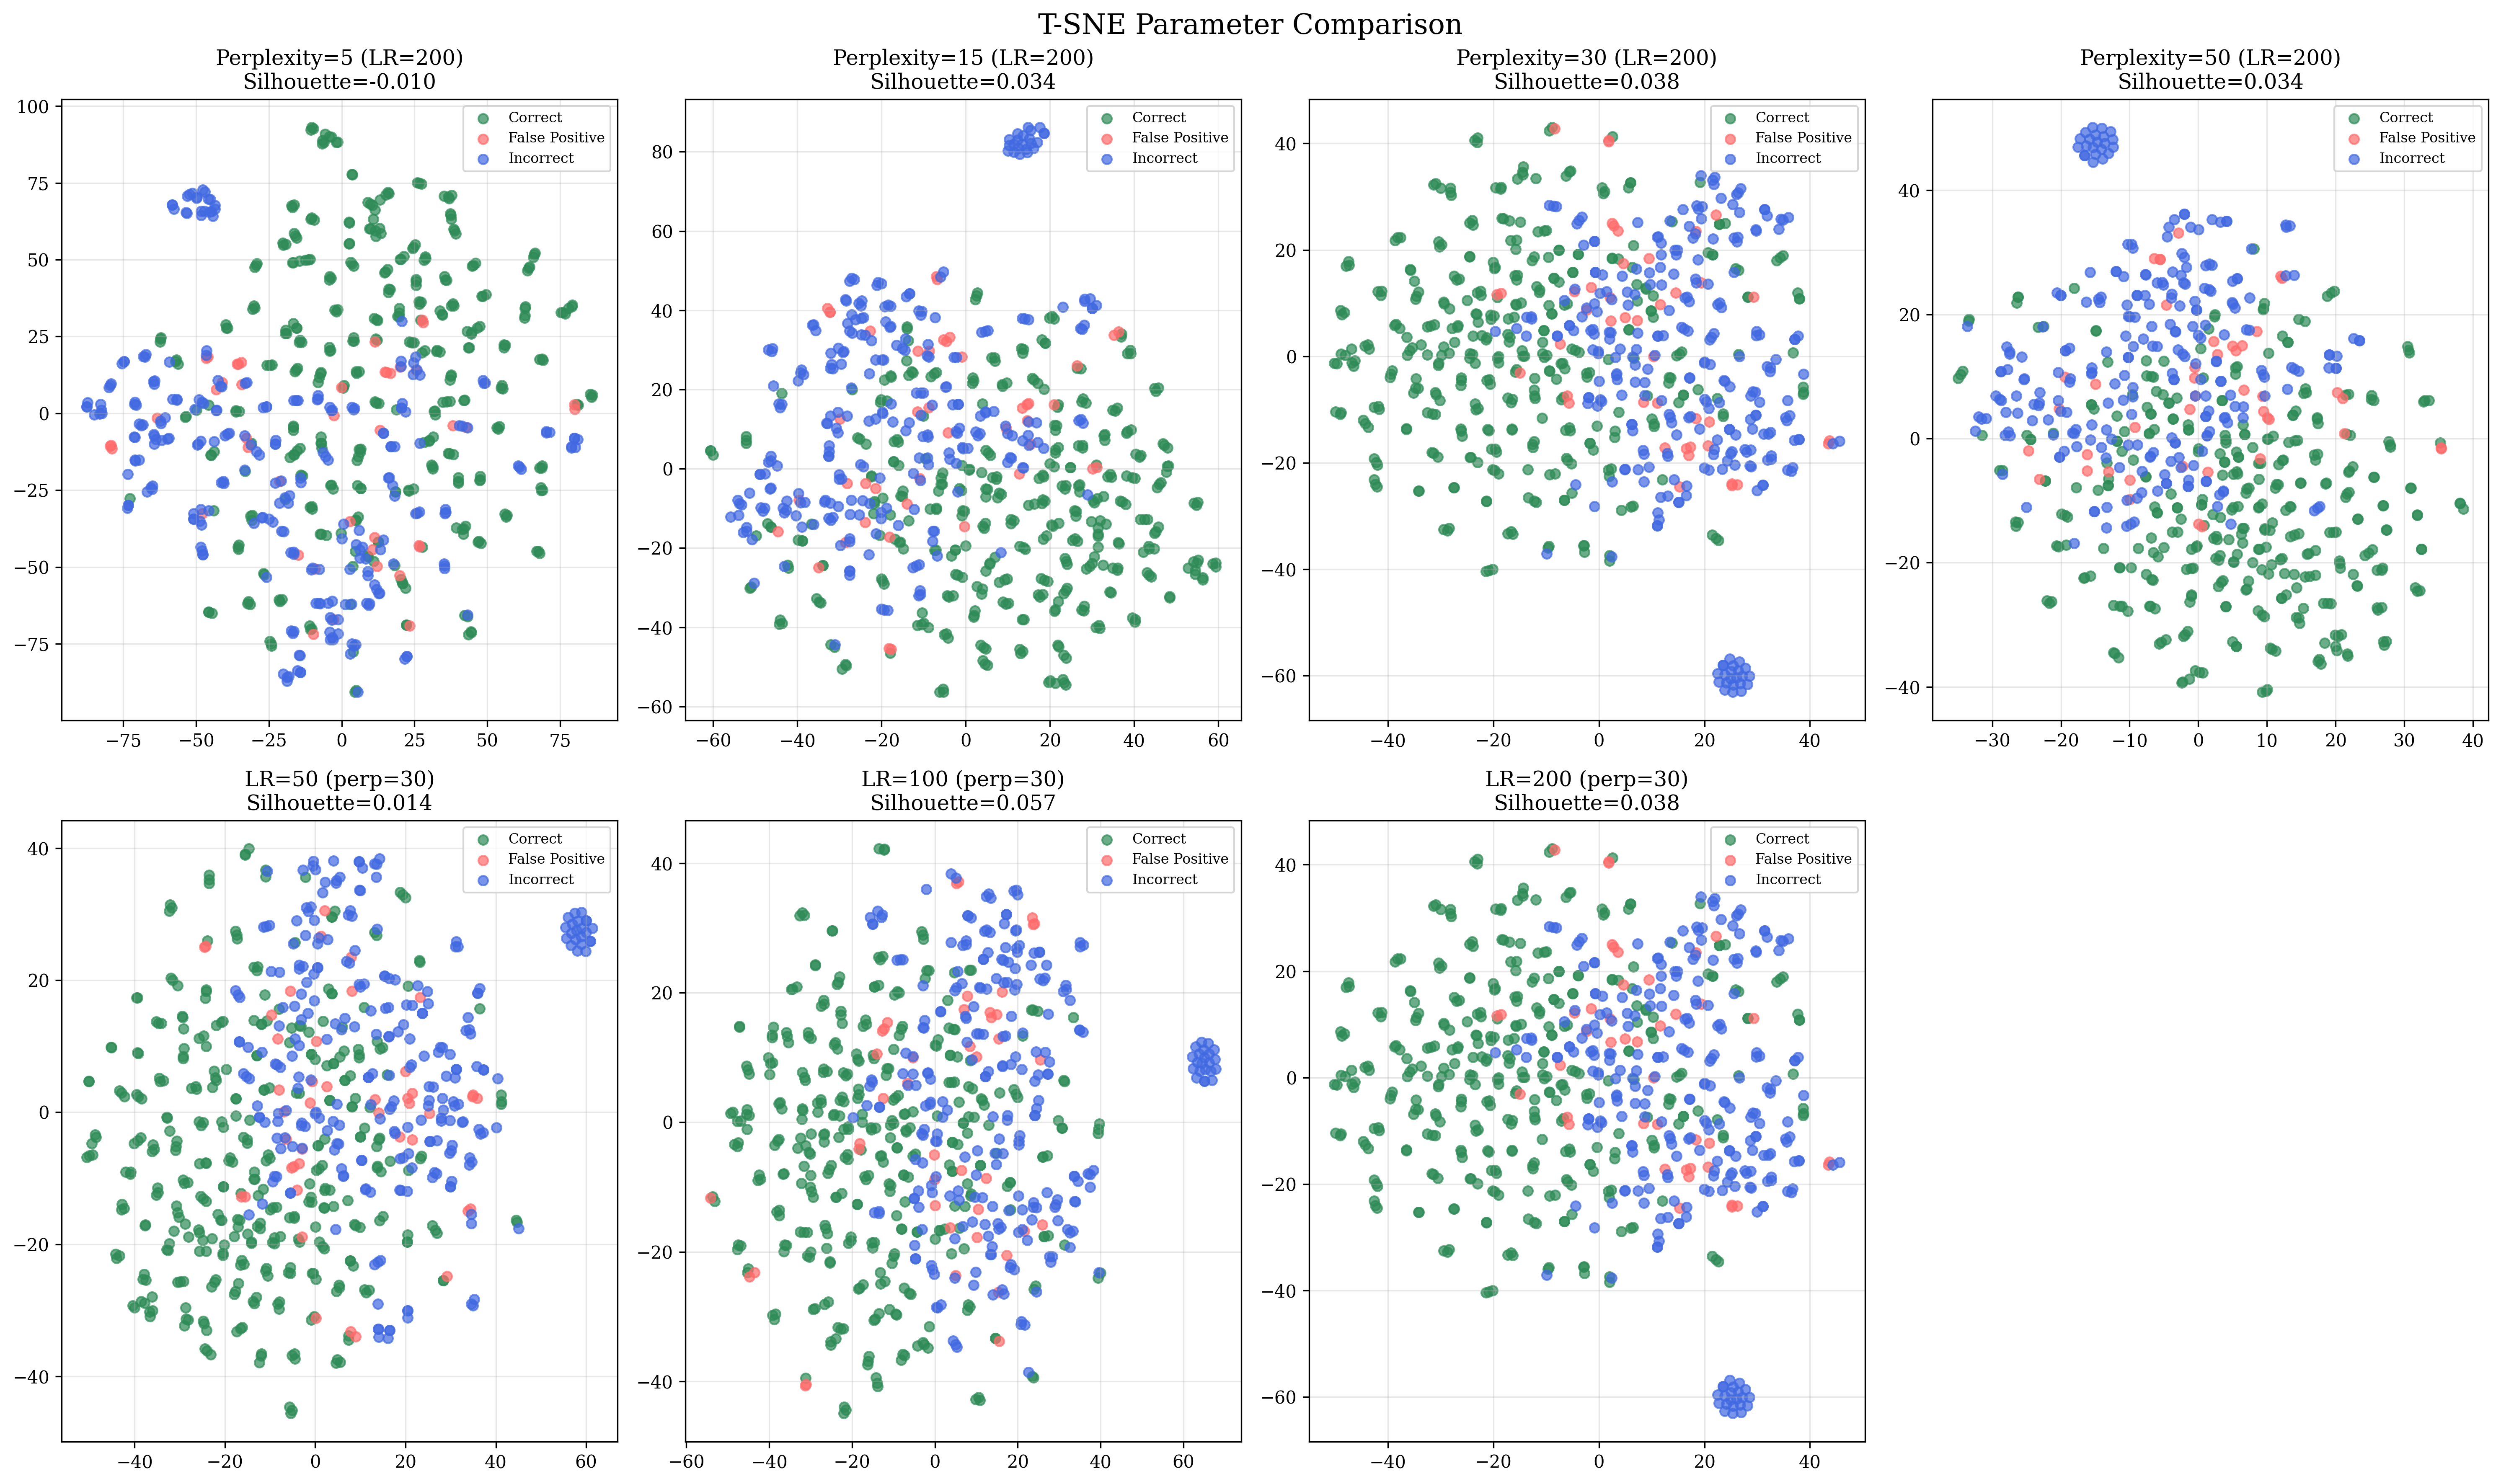 T-SNE Parameter Comparison
Perplexity=5 (LR=200)
Silhouette=-0.010
100
75
50
25
0
−25
−50
−75
−75 −50 −25 0 25 50 75
Correct
False Positive
Incorrect
Perplexity=15 (LR=200)
Silhouette=0.034
80
60
40
20
0
−20
−40
−60
−60 −40 −20 0 20 40 60
Correct
False Positive
Incorrect
Perplexity=30 (LR=200)
Silhouette=0.038
40
20
0
−20
−40
−60
−40 −20 0 20 40
Correct
False Positive
Incorrect
Perplexity=50 (LR=200)
Silhouette=0.034
40
20
0
−20
−40
−30 −20 −10 0 10 20 30 40
Correct
False Positive
Incorrect
LR=50 (perp=30)
Silhouette=0.014
40
20
0
−20
−40
−40 −20 0 20 40 60
Correct
False Positive
Incorrect
LR=100 (perp=30)
Silhouette=0.057
40
20
0
−20
−40
−60 −40 −20 0 20 40 60
Correct
False Positive
Incorrect
LR=200 (perp=30)
Silhouette=0.038
40
20
0
−20
−40
−60
−40 −20 0 20 40
Correct
False Positive
Incorrect